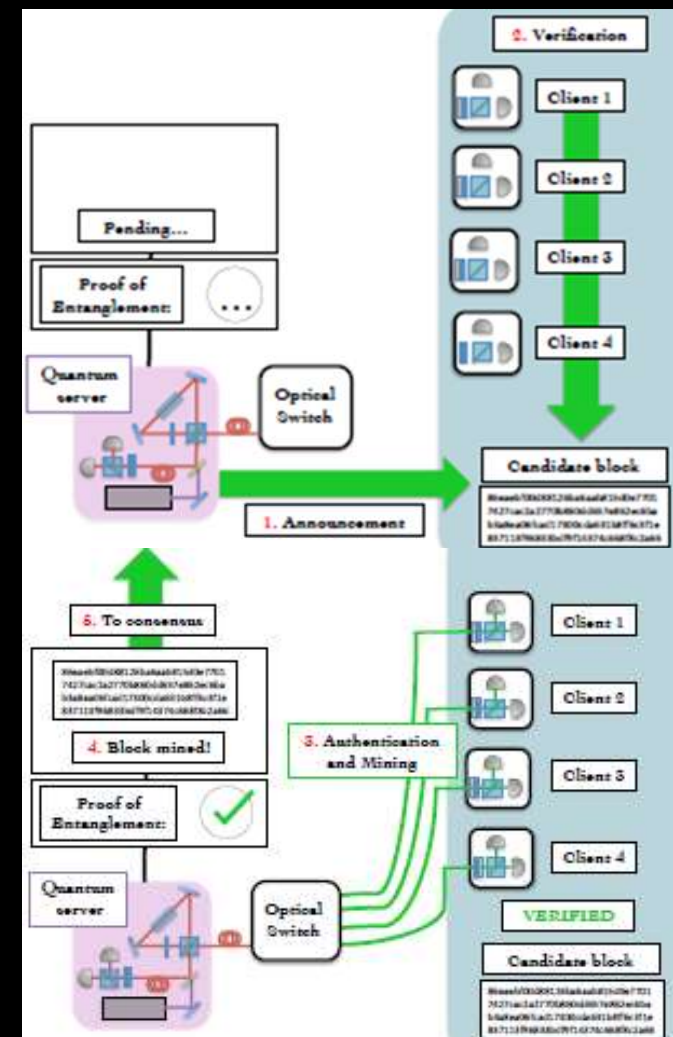 2. Verification
Client 1
Client 2
Client 3
Client 4
Pending...
Proof of
Entanglement:
...
Quantum
server
Optical
Switch
1. Announcement
Candidate block
5. To consensus
4. Block mined!
Proof of
Entanglement:
Quantum
server
Optical
Switch
3. Authentication
and Mining
Client 1
Client 2
Client 3
Client 4
VERIFIED
Candidate block